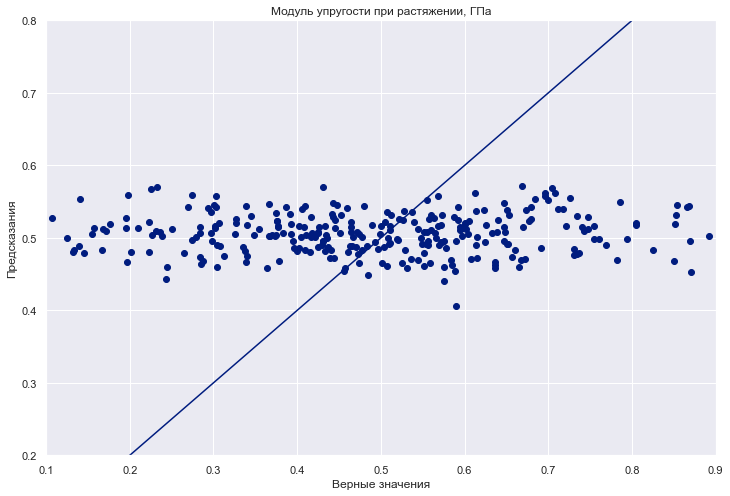 Модуль упругости при растяжении, ГПа
0.8
0.7
0.6
0.5
0.4
0.3
0.2
Предсказания
0.1 0.2 0.3 0.4 0.5 0.6 0.7 0.8 0.9
Верные значения